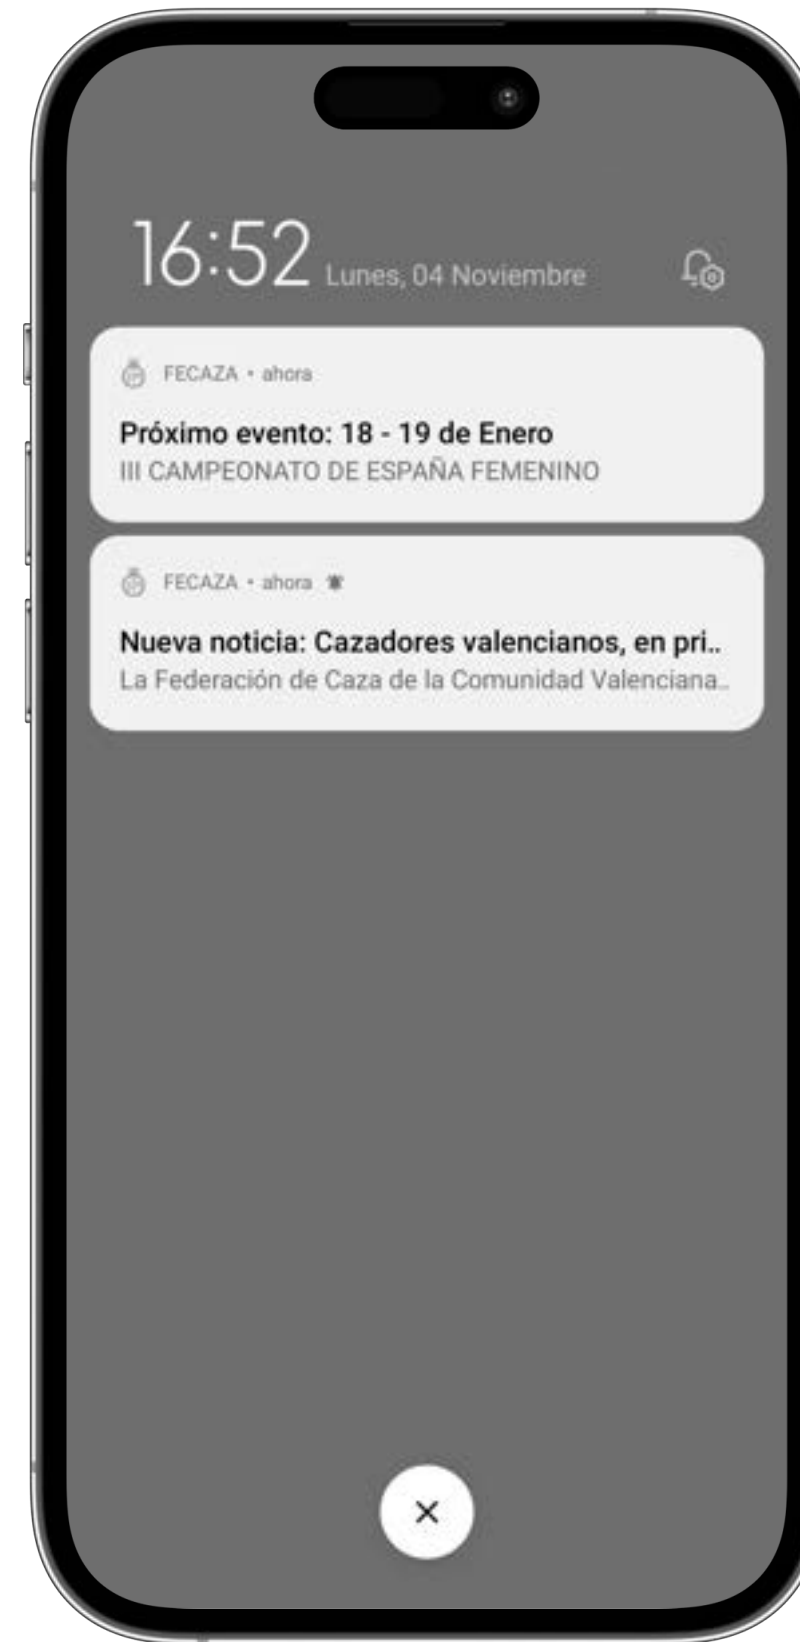 16:52 Lunes, 04 Noviembre
FECAZA • ahora
Próximo evento: 18 - 19 de Enero
III CAMPEONATO DE ESPAÑA FEMENINO
FECAZA • ahora
Nueva noticia: Cazadores valencianos, en pri..
La Federación de Caza de la Comunidad Valenciana..